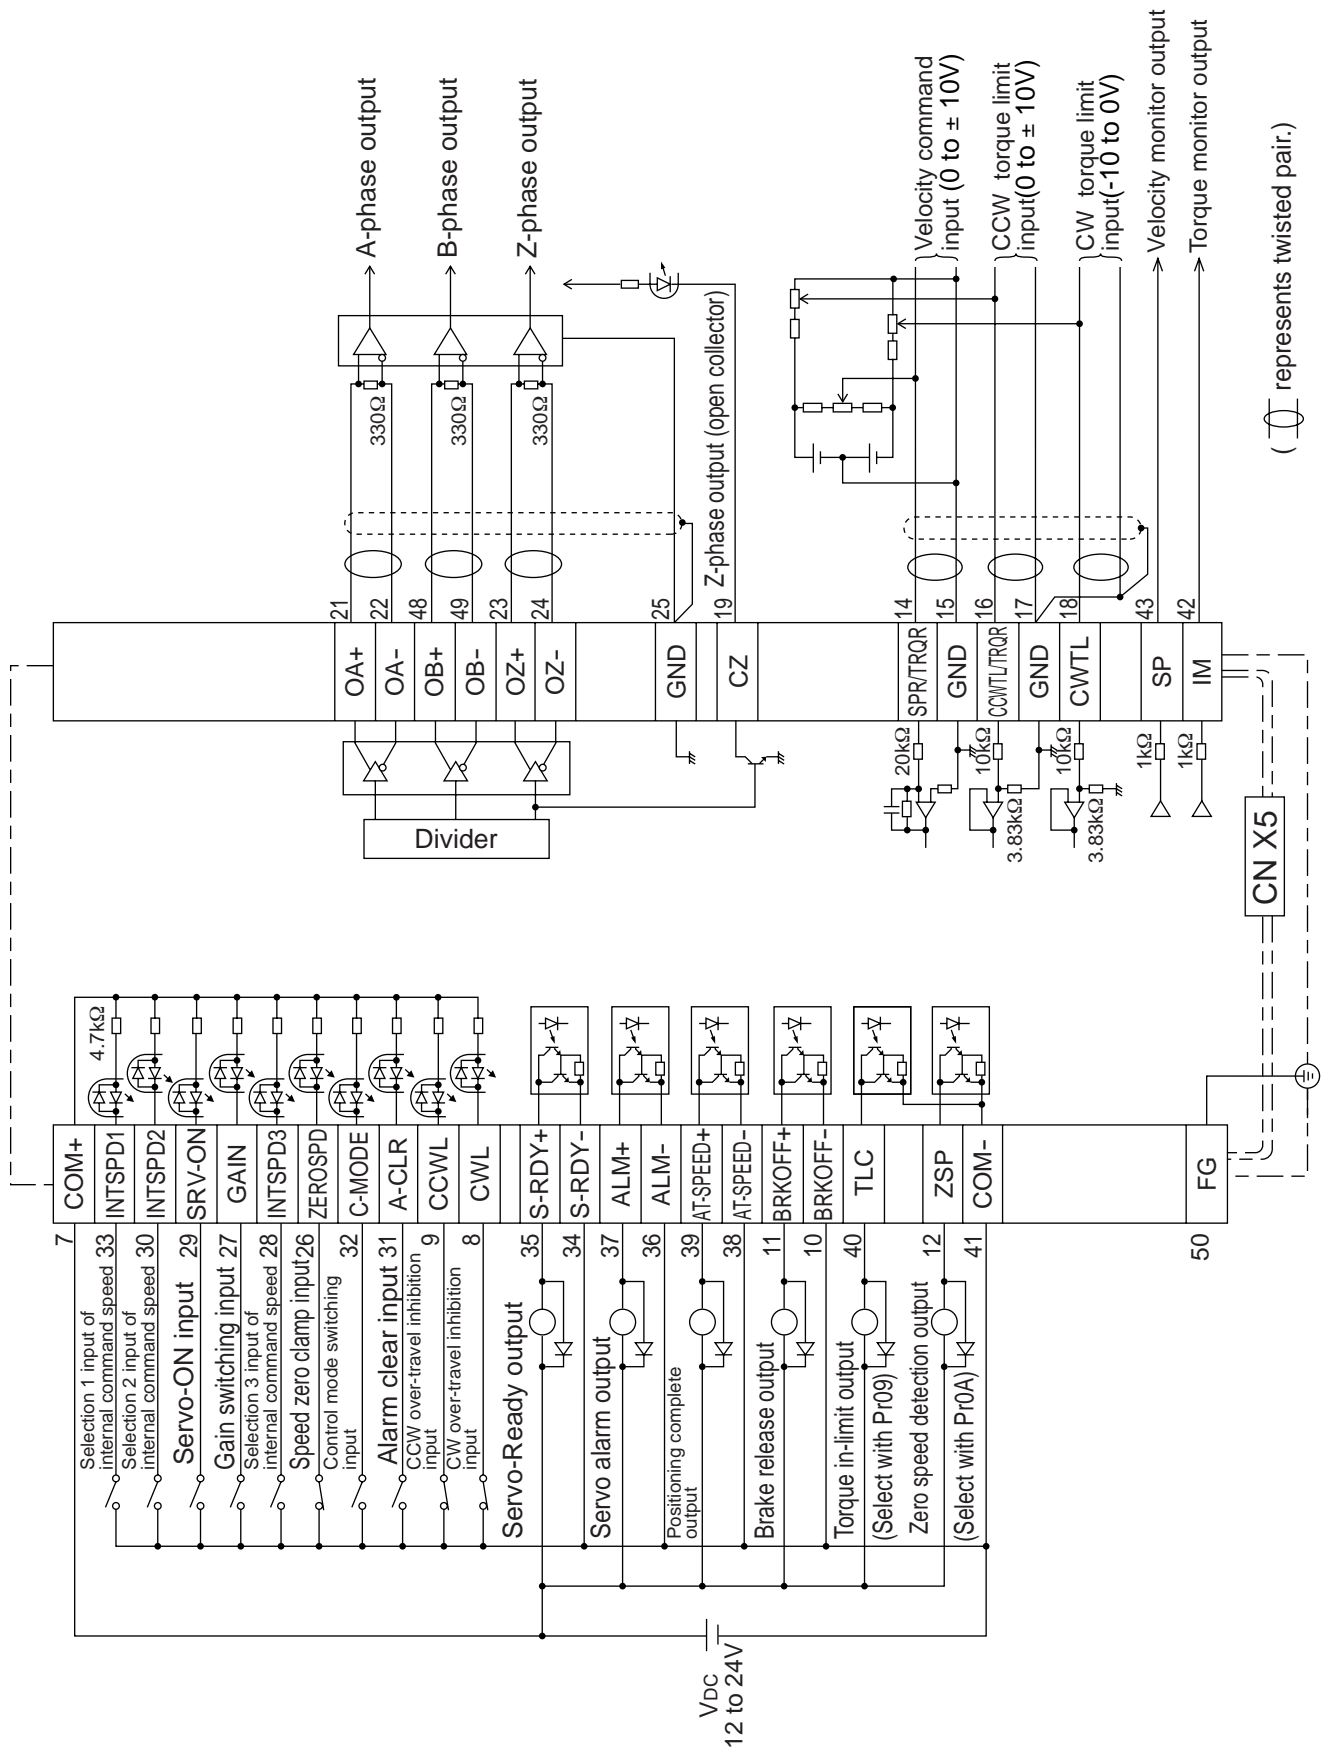 COM+
INTSPD1
INTSPD2
SRV-ON
GAIN
INTSPD3
ZEROSPD
C-MODE
A-CLR
CCWL
CWL
S-RDY+
S-RDY−
ALM+
ALM−
AT-SPEED+
AT-SPEED−
BRKOFF+
BRKOFF−
TLC
ZSP
COM−
FG
4.7kΩ
7
Selection 1 input of
internal command speed 33
Selection 2 input of
internal command speed 30
Servo-ON input 29
Gain switching input 27
Selection 3 input of
internal command speed 28
Speed zero clamp input 26
Control mode switching
input
32
Alarm clear input 31
CCW over-travel inhibition
input
9
CW over-travel inhibition
input
8
Servo-Ready output
35
34
Servo alarm output
37
36
Positioning complete
output
39
38
Brake release output
11
10
Torque in-limit output
(Select with Pr09)
40
Zero speed detection output
(Select with Pr0A)
12
41
50
VDC
12 to 24V
CN X5
OA+
OA−
OB+
OB−
OZ+
OZ−
GND
CZ
SPR/TRQR
GND
CCWTL/TRQR
GND
CWTL
SP
IM
21
22
48
49
23
24
25
19
14
15
16
17
18
43
42
Divider
330Ω
330Ω
330Ω
A-phase output
B-phase output
Z-phase output
Z-phase output (open collector)
20kΩ
10kΩ
3.83kΩ
10kΩ
3.83kΩ
1kΩ
1kΩ
Velocity command
input (0 to ± 10V)
CCW torque limit
input(0 to ± 10V)
CW torque limit
input(-10 to 0V)
Velocity monitor output
Torque monitor output
( represents twisted pair.)